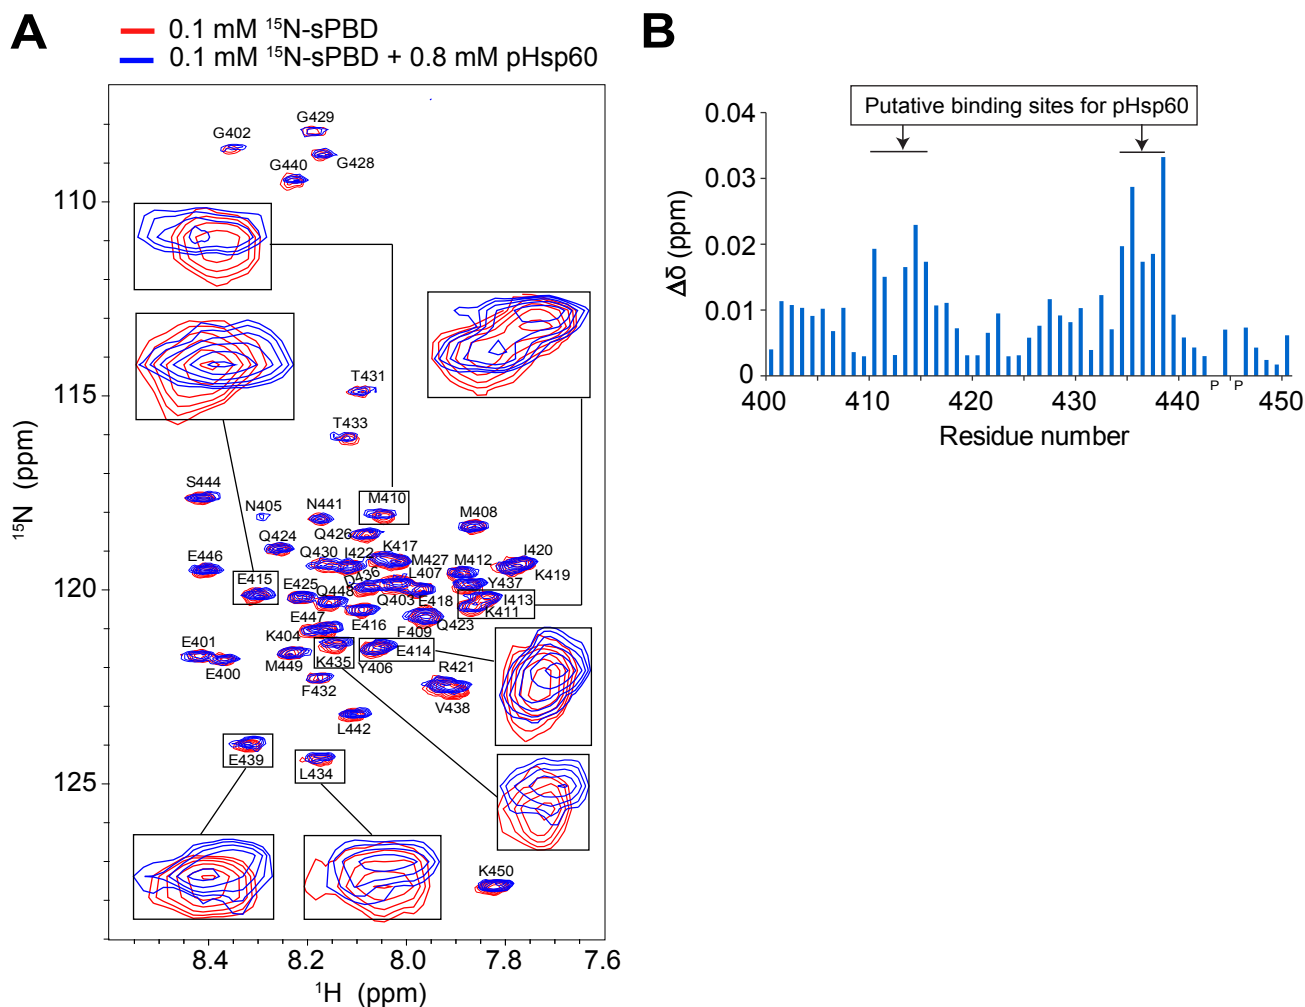 A
0.1 mM ¹⁵N-sPBD
0.1 mM ¹⁵N-sPBD + 0.8 mM pHsp60
G429
G402
G428
G440
T431
T433
S444
N405
N441
M410
M408
Q424
Q426
K417
I420
E446
Q430
I422
M427
M412
K419
E415
E425
D436
L407
Y437
Q448
Q403
E418
I413
K411
E447
E416
Q423
K404
F409
E401
E414
E400
M449
K435
Y406
R421
F432
V438
L442
E439
L434
K450
110
115
120
125
¹⁵N (ppm)
8.4
8.2
8.0
7.8
7.6
¹H (ppm)
B
Putative binding sites for pHsp60
0.04
0.03
0.02
0.01
0
Δδ (ppm)
P P
400
410
420
430
440
450
Residue number